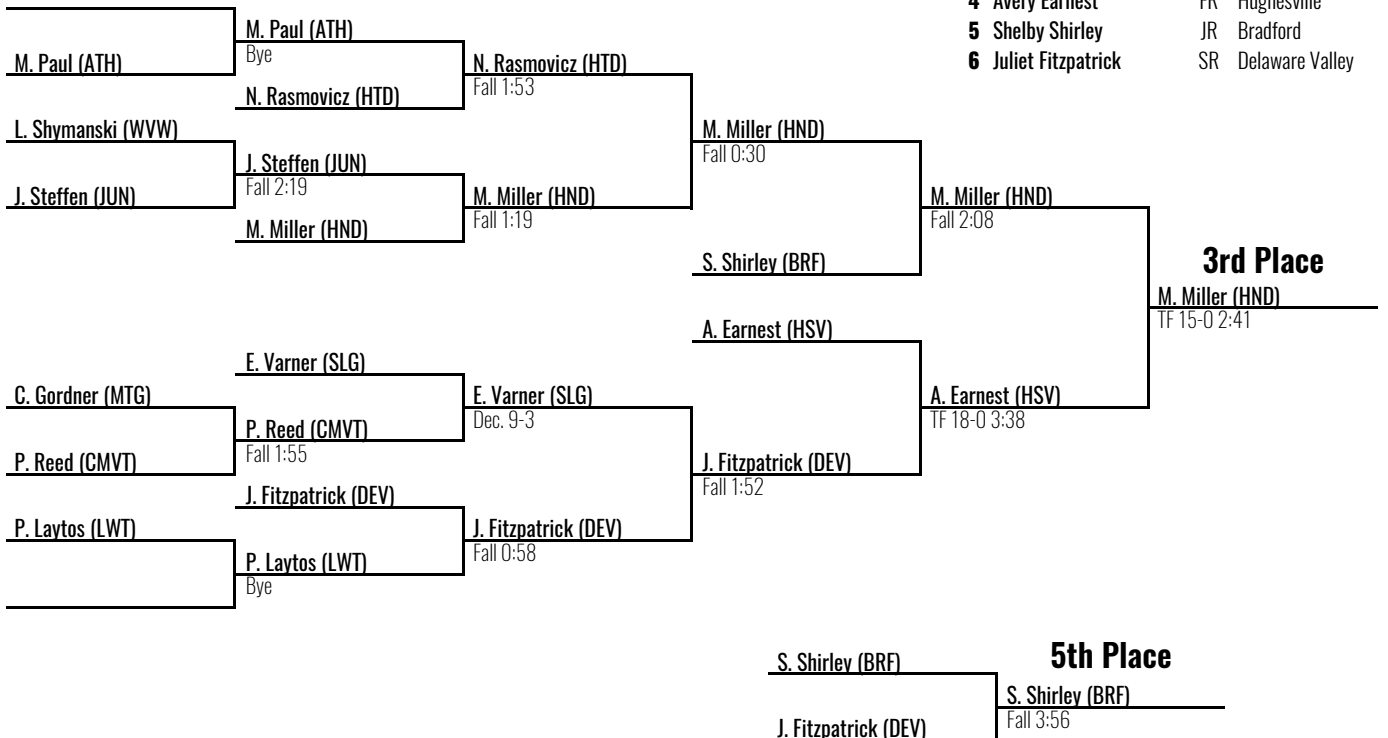 4 Avery Earnest FR Hughesville
5 Shelby Shirley JR Bradford
6 Juliet Fitzpatrick SR Delaware Valley
M. Paul (ATH)
M. Paul (ATH)
Bye
N. Rasmovicz (HTD)
N. Rasmovicz (HTD)
Fall 1:53
L. Shymanski (WVW)
J. Steffen (JUN)
J. Steffen (JUN)
Fall 2:19
M. Miller (HND)
M. Miller (HND)
Fall 1:19
M. Miller (HND)
Fall 0:30
S. Shirley (BRF)
M. Miller (HND)
Fall 2:08
3rd Place
M. Miller (HND)
TF 15-0 2:41
A. Earnest (HSV)
A. Earnest (HSV)
TF 18-0 3:38
E. Varner (SLG)
C. Gordner (MTG)
P. Reed (CMVT)
P. Reed (CMVT)
Fall 1:55
E. Varner (SLG)
Dec. 9-3
J. Fitzpatrick (DEV)
P. Laytos (LWT)
P. Laytos (LWT)
Bye
J. Fitzpatrick (DEV)
Fall 0:58
J. Fitzpatrick (DEV)
Fall 1:52
5th Place
S. Shirley (BRF)
J. Fitzpatrick (DEV)
S. Shirley (BRF)
Fall 3:56